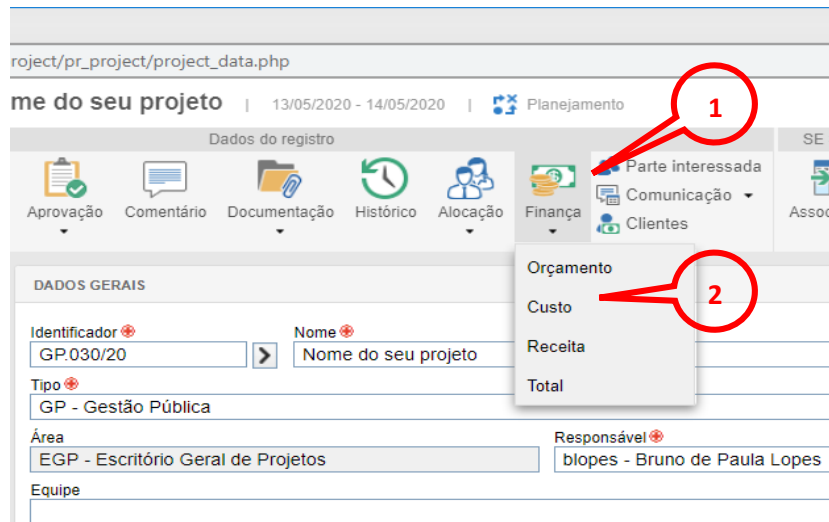 roject/pr_project/project_data.php
me do seu projeto | 13/05/2020 - 14/05/2020 | Planejamento
1
Dados do registro
SE
Aprovação
Comentário
Documentação
Histórico
Alocação
Finança
Parte interessada
Comunicação
Clientes
Assoc
Orçamento
Custo
Receita
Total
2
DADOS GERAIS
Identificador
Nome
GP.030/20
Nome do seu projeto
Tipo
GP - Gestão Pública
Área
Responsável
EGP - Escritório Geral de Projetos
blopes - Bruno de Paula Lopes
Equipe